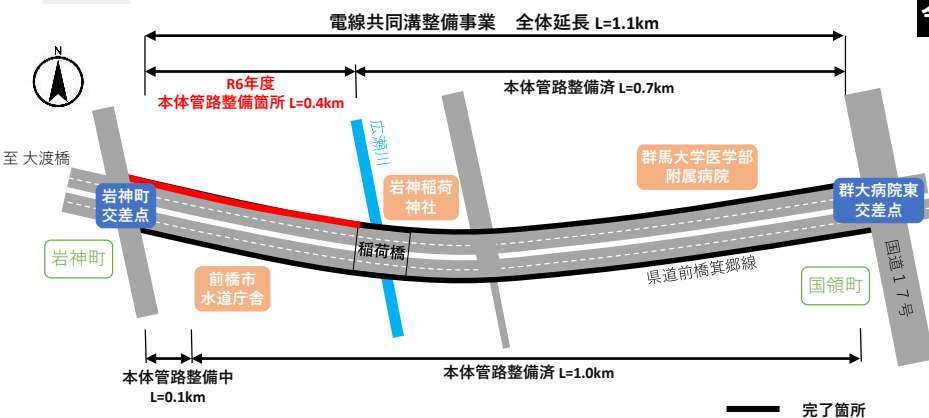 電線共同溝整備事業 全体延長 L=1.1km
R6年度
本体管路整備箇所 L=0.4km
本体管路整備済 L=0.7km
N
至 大渡橋
広瀬川
岩神町
交差点
岩神稲荷
神社
群馬大学医学部
附属病院
群大病院東
交差点
稲荷橋
岩神町
前橋市
水道庁舎
県道前橋箕郷線
国領町
国道17号
本体管路整備中
L=0.1km
本体管路整備済 L=1.0km
完了箇所